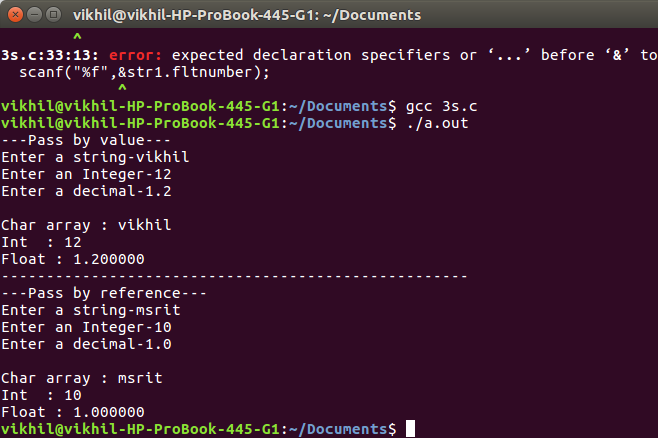 vikhil@vikhil-HP-ProBook-445-G1: ~/Documents
^
3s.c:33:13: error: expected declaration specifiers or ‘...’ before ‘&’ to
scanf("%f",&str1.fltnumber);
^
vikhil@vikhil-HP-ProBook-445-G1:~/Documents$ gcc 3s.c
vikhil@vikhil-HP-ProBook-445-G1:~/Documents$ ./a.out
---Pass by value---
Enter a string-vikhil
Enter an Integer-12
Enter a decimal-1.2
Char array : vikhil
Int  : 12
Float : 1.200000
----------------------------------------------------
---Pass by reference---
Enter a string-msrit
Enter an Integer-10
Enter a decimal-1.0
Char array : msrit
Int  : 10
Float : 1.000000
vikhil@vikhil-HP-ProBook-445-G1:~/Documents$